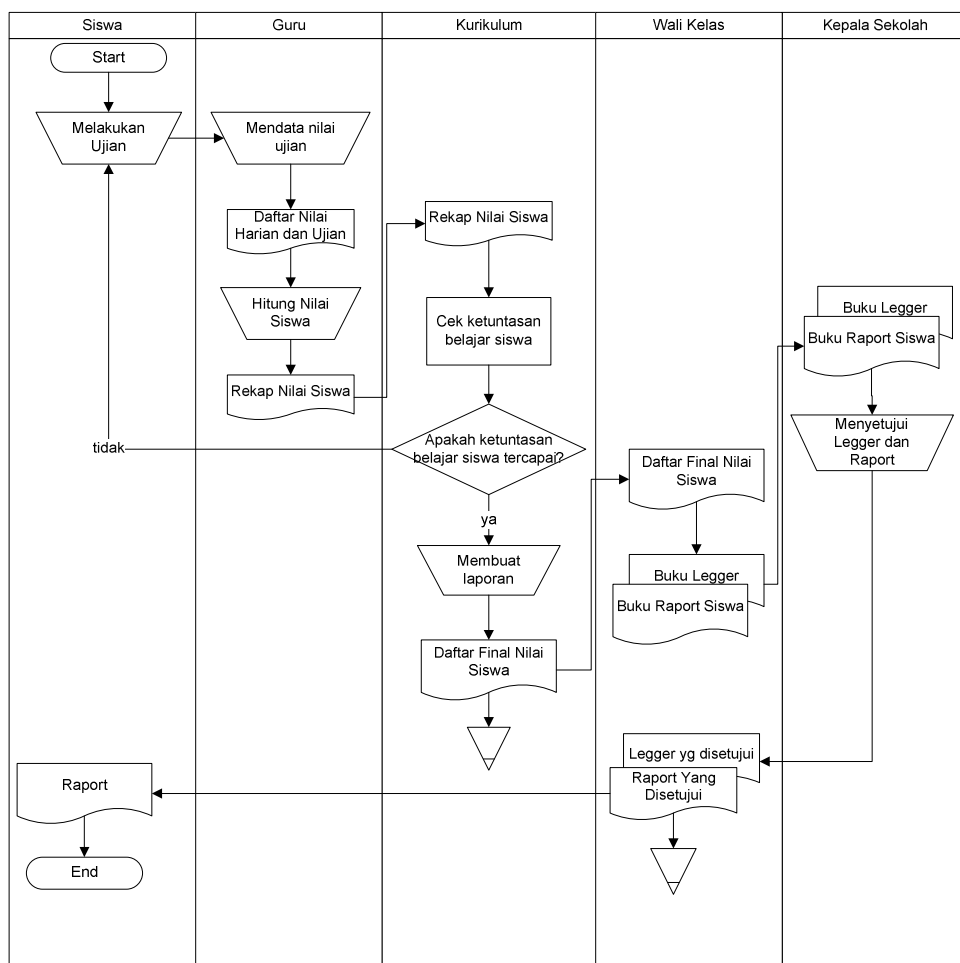 Siswa
Guru
Kurikulum
Wali Kelas
Kepala Sekolah
Start
Melakukan
Ujian
Mendata nilai
ujian
Daftar Nilai
Harian dan Ujian
Hitung Nilai
Siswa
Rekap Nilai Siswa
Rekap Nilai Siswa
Cek ketuntasan
belajar siswa
Apakah ketuntasan
belajar siswa tercapai?
tidak
ya
Membuat
laporan
Daftar Final Nilai
Siswa
Daftar Final Nilai
Siswa
Buku Legger
Buku Raport Siswa
Buku Legger
Buku Raport Siswa
Menyetujui
Legger dan
Raport
Legger yg disetujui
Raport Yang
Disetujui
Raport
End